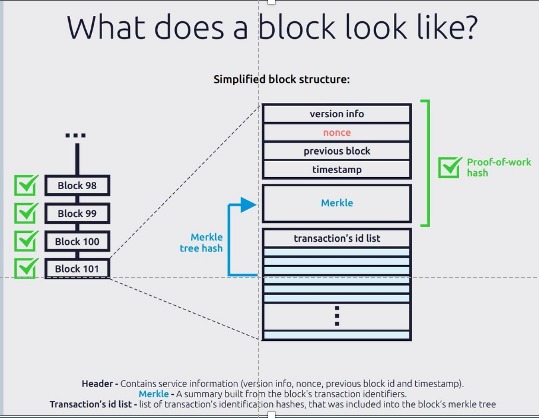 What does a block look like?
Simplified block structure:
version info
nonce
previous block
timestamp
Merkle
transaction's id list
Proof-of-work
hash
Merkle
tree hash
Block 98
Block 99
Block 100
Block 101
Header - Contains service information (version info, nonce, previous block id and timestamp).
Merkle - A summary built from the block's transaction identifiers.
Transaction's id list - list of transaction's identification hashes, that was included into the block's merkle tree